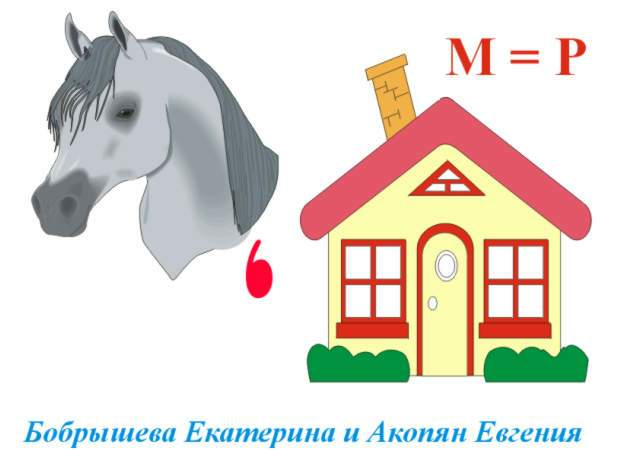 М = Р
‘
Бобрышева Екатерина и Акопян Евгения